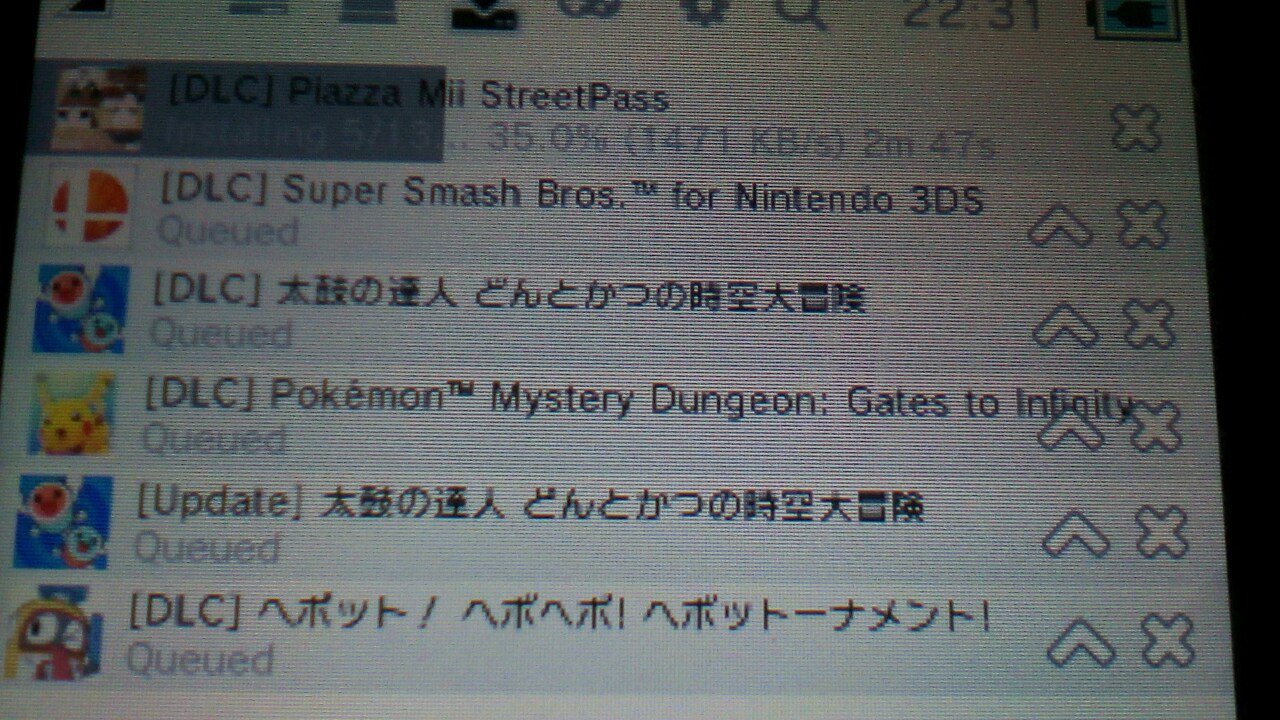 22:31
[DLC] Piazza Mii StreetPass
Installing 5213... 35.0% (1471 KB/s) 2m 47s
[DLC] Super Smash Bros.™ for Nintendo 3DS
Queued
[DLC] 太鼓の達人 どんとかつの時空大冒険
Queued
[DLC] Pokémon™ Mystery Dungeon: Gates to Infinity
Queued
[Update] 太鼓の達人 どんとかつの時空大冒険
Queued
[DLC] ヘボット! ヘボヘボ! ヘボットーナメント!
Queued